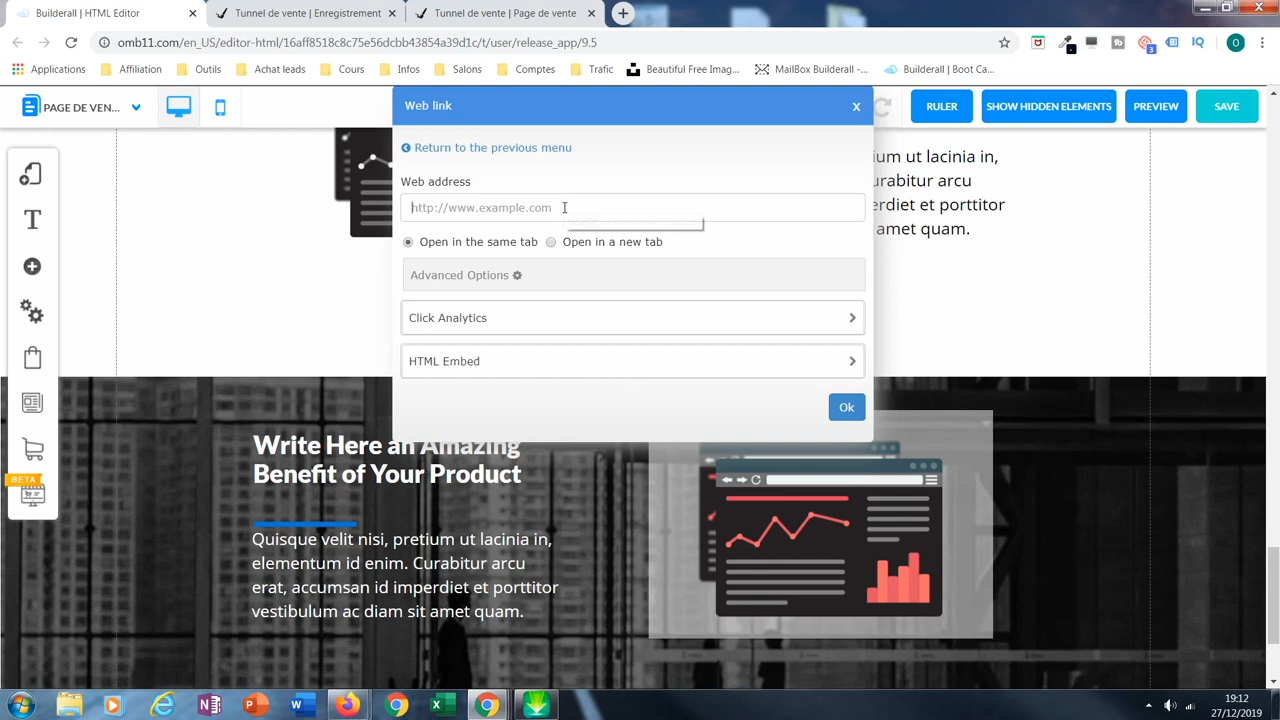 Builderall | HTML Editor
Tunnel de vente | Enregistrement
Tunnel de ven
omb11.com/en_US/editor-html/16aff8518c9c75326ddcbb4385d439d1c/t/user/release_app/9.5
3
O
Applications
Affiliation
Outils
Achat leads
Cours
Infos
Salons
Comptes
Trafic
Beautiful Free Imag...
MailBox Builderall -...
Builderall | Boot Ca...
PAGE DE VEN...
RULER
SHOW HIDDEN ELEMENTS
PREVIEW
SAVE
Web link
x
Return to the previous menu
Web address
http://www.example.com
Open in the same tab
Open in a new tab
Advanced Options
Click Analytics
HTML Embed
Ok
ium ut lacinia in,
urabitur arcu
erdiet et porttitor
amet quam.
BETA
Write Here an Amazing
Benefit of Your Product
Quisque velit nisi, pretium ut lacinia in,
elementum id enim. Curabitur arcu
erat, accumsan id imperdiet et porttitor
vestibulum ac diam sit amet quam.
19:12
27/12/2019